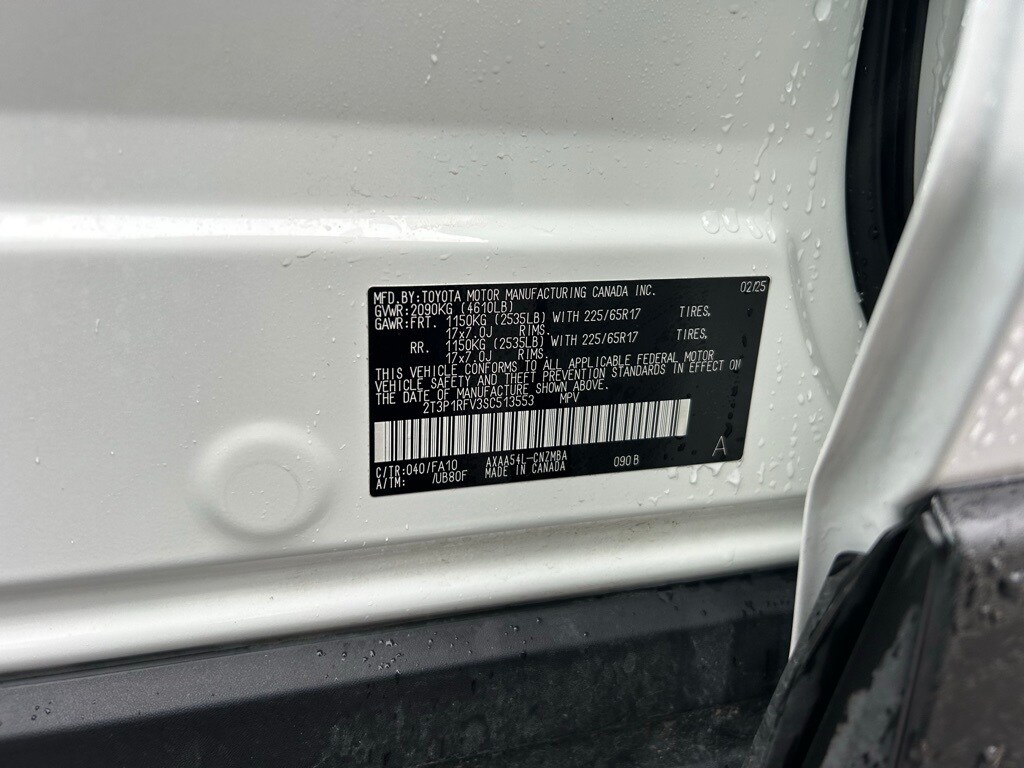 MFD.BY:TOYOTA MOTOR MANUFACTURING CANADA INC. 02/25
GVWR:2090KG (4610LB)
GAWR:FRT. 1150KG (2535LB) WITH 225/65R17 TIRES,
17x7.0J RIMS.
RR. 1150KG (2535LB) WITH 225/65R17 TIRES,
17x7.0J RIMS.
THIS VEHICLE CONFORMS TO ALL APPLICABLE FEDERAL MOTOR
VEHICLE SAFETY AND THEFT PREVENTION STANDARDS IN EFFECT ON
THE DATE OF MANUFACTURE SHOWN ABOVE.
2T3P1RFV3SC513553 MPV
C/TR:040/FA10 AXAA54L-CNZMBA 090B A
A/TM: /UB80F MADE IN CANADA